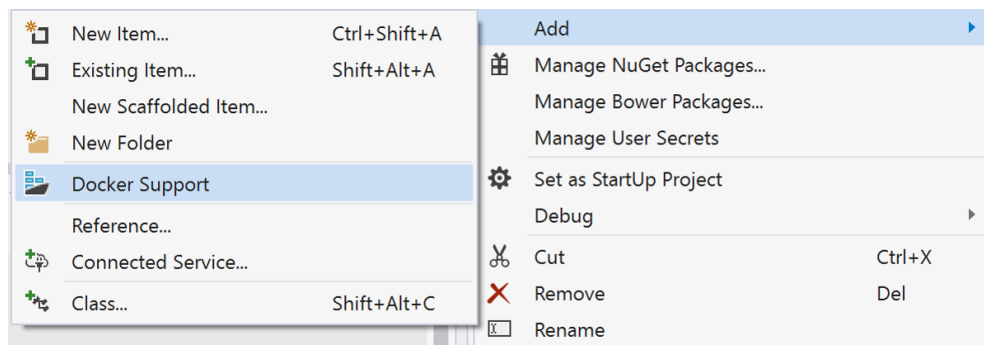 New Item... Ctrl+Shift+A
Existing Item... Shift+Alt+A
New Scaffolded Item...
New Folder
Docker Support
Reference...
Connected Service...
Class... Shift+Alt+C
Add
Manage NuGet Packages...
Manage Bower Packages...
Manage User Secrets
Set as StartUp Project
Debug
Cut Ctrl+X
Remove Del
Rename